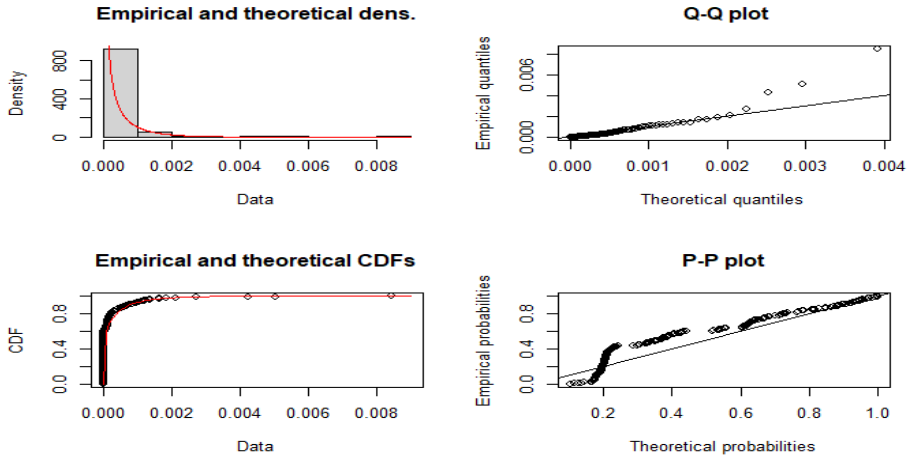 Empirical and theoretical dens.
Density
0 400 800
0.000 0.002 0.004 0.006 0.008
Data
Q-Q plot
Empirical quantiles
0.000 0.006
0.000 0.001 0.002 0.003 0.004
Theoretical quantiles
Empirical and theoretical CDFs
CDF
0.0 0.4 0.8
0.000 0.002 0.004 0.006 0.008
Data
P-P plot
Empirical probabilities
0.0 0.4 0.8
0.2 0.4 0.6 0.8 1.0
Theoretical probabilities